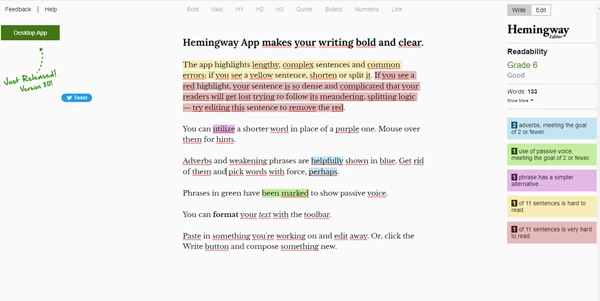 Feedback | Help
Bold Italic H1 H2 H3 Quote Bullets Numbers Link
Write Edit
Desktop App
Just Released!
Version 3.0!
Tweet
Hemingway App makes your writing bold and clear.
The app highlights lengthy, complex sentences and common
errors; if you see a yellow sentence, shorten or split it. If you see a
red highlight, your sentence is so dense and complicated that your
readers will get lost trying to follow its meandering, splitting logic
— try editing this sentence to remove the red.
You can utilize a shorter word in place of a purple one. Mouse over
them for hints.
Adverbs and weakening phrases are helpfully shown in blue. Get rid
of them and pick words with force, perhaps.
Phrases in green have been marked to show passive voice.
You can format your text with the toolbar.
Paste in something you're working on and edit away. Or, click the
Write button and compose something new.
Hemingway
Editor
Readability
Grade 6
Good
Words: 133
Show More
2 adverbs, meeting the goal
of 2 or fewer.
1 use of passive voice,
meeting the goal of 2 or fewer.
1 phrase has a simpler
alternative.
1 of 11 sentences is hard to
read.
1 of 11 sentences is very hard
to read.